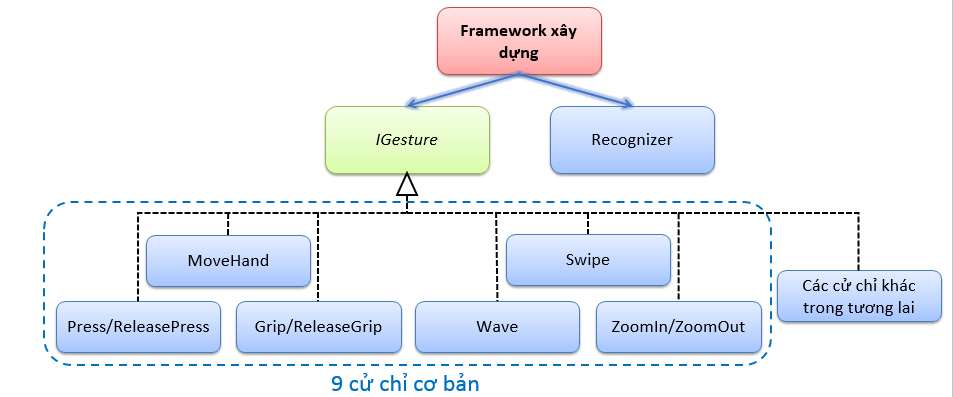 Framework xây
dựng
IGesture
Recognizer
MoveHand
Swipe
Press/ReleasePress
Grip/ReleaseGrip
Wave
ZoomIn/ZoomOut
Các cử chỉ khác
trong tương lai
9 cử chỉ cơ bản